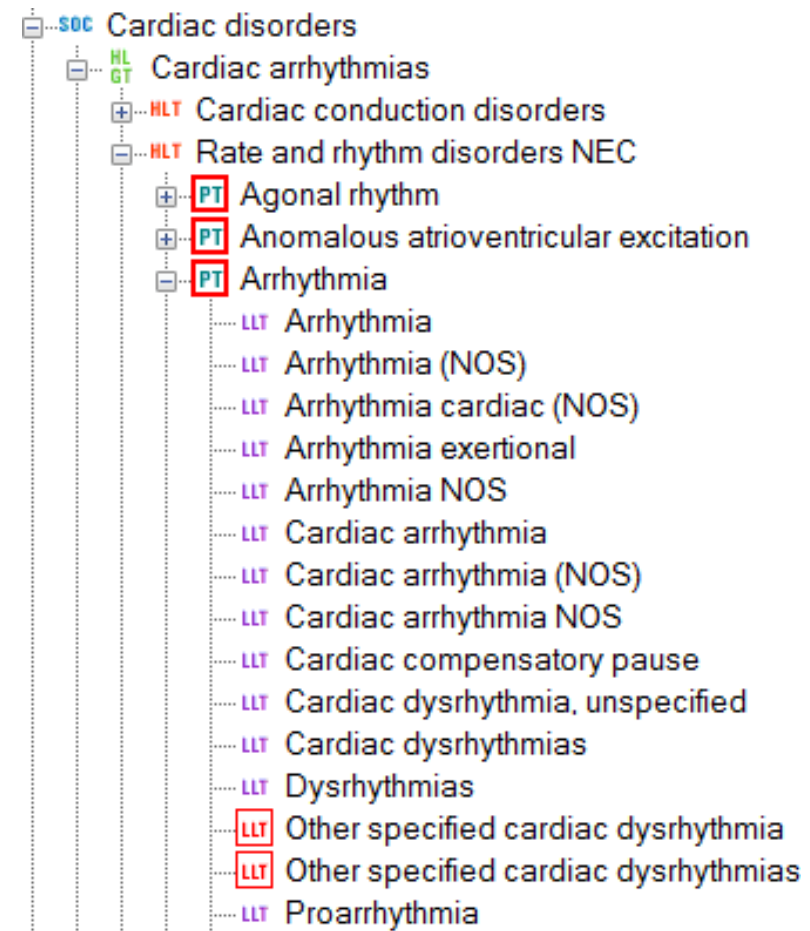 SOC Cardiac disorders
HLGT Cardiac arrhythmias
HLT Cardiac conduction disorders
HLT Rate and rhythm disorders NEC
PT Agonal rhythm
PT Anomalous atrioventricular excitation
PT Arrhythmia
LLT Arrhythmia
LLT Arrhythmia (NOS)
LLT Arrhythmia cardiac (NOS)
LLT Arrhythmia exertional
LLT Arrhythmia NOS
LLT Cardiac arrhythmia
LLT Cardiac arrhythmia (NOS)
LLT Cardiac arrhythmia NOS
LLT Cardiac compensatory pause
LLT Cardiac dysrhythmia, unspecified
LLT Cardiac dysrhythmias
LLT Dysrhythmias
LLT Other specified cardiac dysrhythmia
LLT Other specified cardiac dysrhythmias
LLT Proarrhythmia